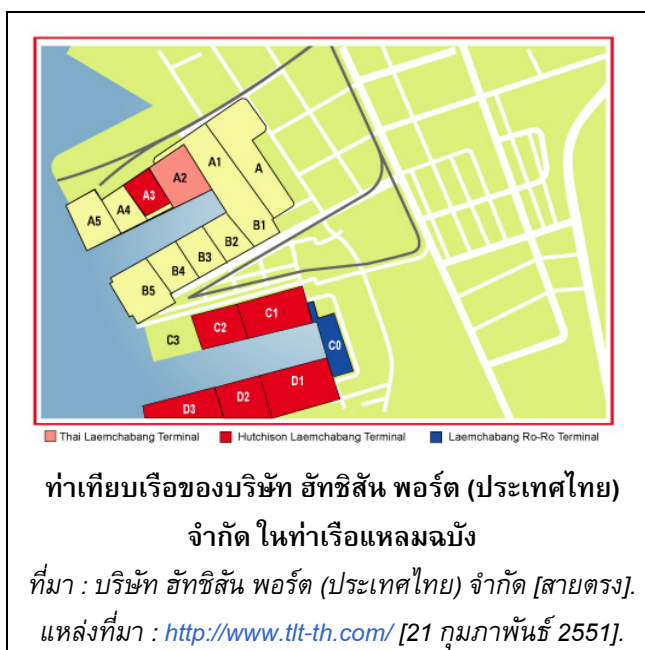 A1
A
A2
A3
A4
A5
B1
B2
B3
B4
B5
C1
C2
C3
C0
D1
D2
D3
Thai Laemchabang Terminal Hutchison Laemchabang Terminal Laemchabang Ro-Ro Terminal
ท่าเทียบเรือของบริษัท ฮัทชิสัน พอร์ต (ประเทศไทย)
จำกัด ในท่าเรือแหลมฉบัง
ที่มา : บริษัท ฮัทชิสัน พอร์ต (ประเทศไทย) จำกัด [สายตรง].
แหล่งที่มา : http://www.tlt-th.com/ [21 กุมภาพันธ์ 2551].